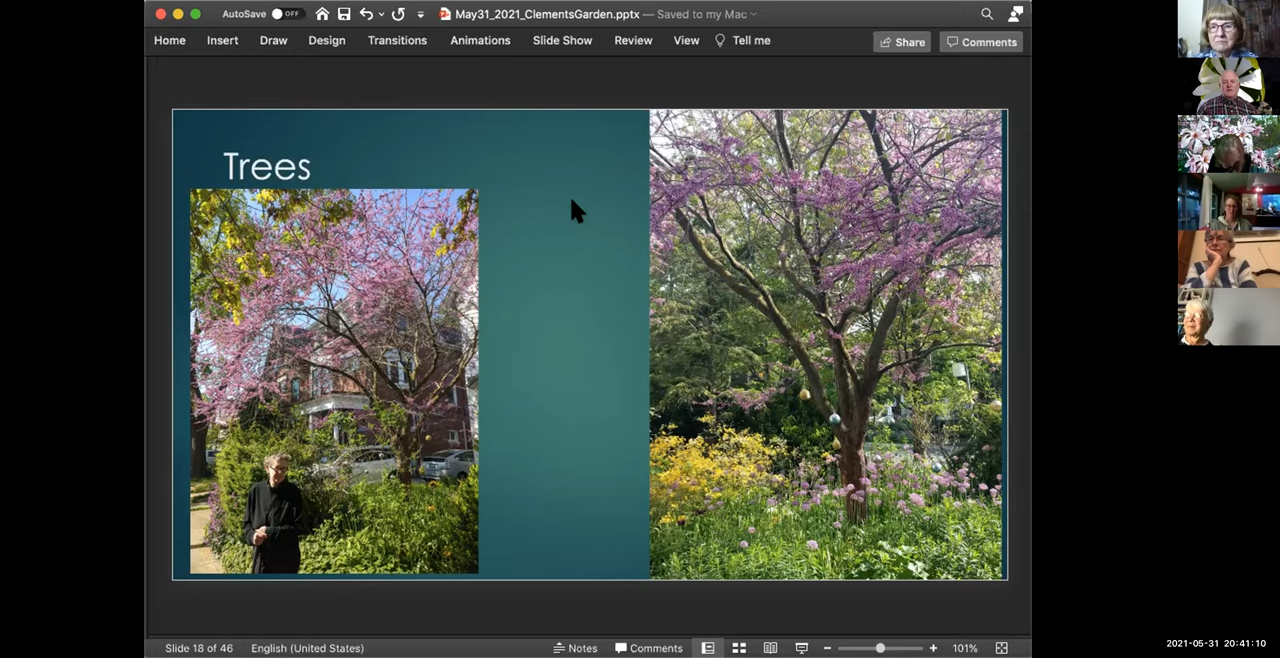 AutoSave OFF May31_2021_ClementsGarden.pptx — Saved to my Mac
Home Insert Draw Design Transitions Animations Slide Show Review View Tell me Share Comments
Trees
Slide 18 of 46 English (United States) Notes Comments 101%
2021-05-31 20:41:10